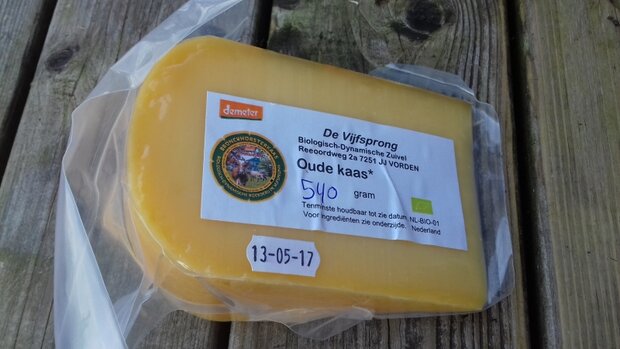 demeter
De Vijfsprong
Biologisch-Dynamische Zuivel
Reeoordweg 2a 7251 JJ VORDEN
Oude kaas*
540 gram
Tenminste houdbaar tot zie datum NL-BIO-01
Voor ingrediënten zie onderzijde. Nederland
13-05-17